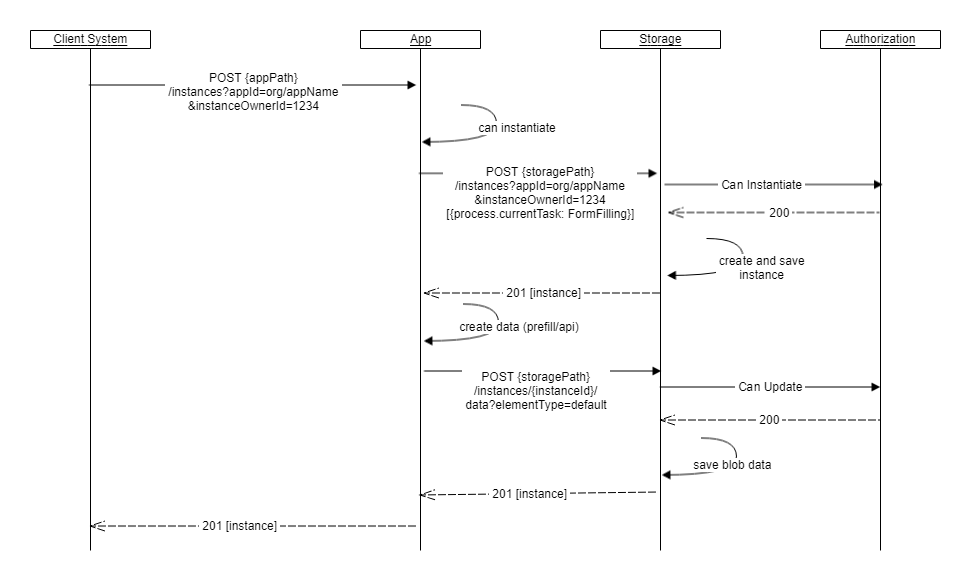 Client System
App
Storage
Authorization
POST {appPath}
/instances?appId=org/appName
&instanceOwnerId=1234
can instantiate
POST {storagePath}
/instances?appId=org/appName
&instanceOwnerId=1234
[{process.currentTask: FormFilling}]
Can Instantiate
200
create and save
instance
201 [instance]
create data (prefill/api)
POST {storagePath}
/instances/{instanceId}/
data?elementType=default
Can Update
200
save blob data
201 [instance]
201 [instance]